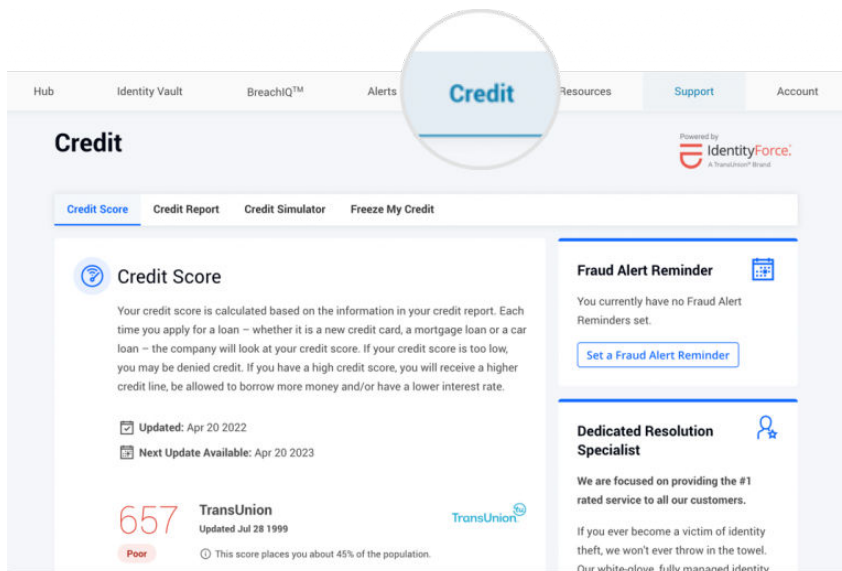 Hub
Identity Vault
BreachIQ™
Alerts
Credit
Resources
Support
Account
Credit
Powered by
IdentityForce.
A TransUnion® Brand
Credit Score
Credit Report
Credit Simulator
Freeze My Credit
Credit Score
Your credit score is calculated based on the information in your credit report. Each
time you apply for a loan – whether it is a new credit card, a mortgage loan or a car
loan – the company will look at your credit score. If your credit score is too low,
you may be denied credit. If you have a high credit score, you will receive a higher
credit line, be allowed to borrow more money and/or have a lower interest rate.
Updated: Apr 20 2022
Next Update Available: Apr 20 2023
657
Poor
TransUnion
Updated Jul 28 1999
This score places you about 45% of the population.
TransUnion
tu
Fraud Alert Reminder
You currently have no Fraud Alert
Reminders set.
Set a Fraud Alert Reminder
Dedicated Resolution
Specialist
We are focused on providing the #1
rated service to all our customers.
If you ever become a victim of identity
theft, we won't ever throw in the towel.
Our white-glove, fully managed identity